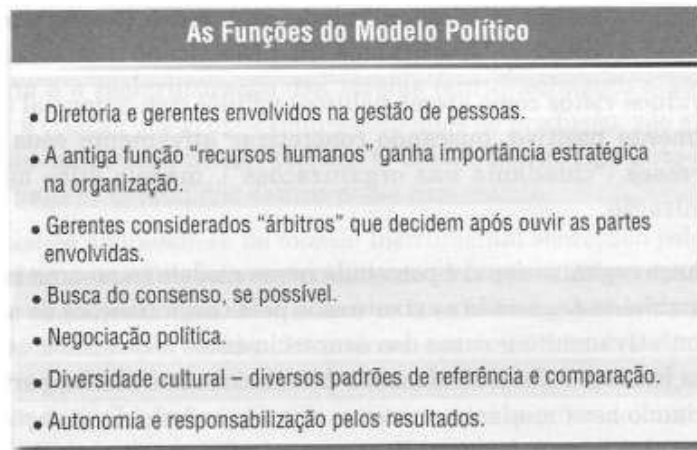 As Funções do Modelo Político
• Diretoria e gerentes envolvidos na gestão de pessoas.
• A antiga função “recursos humanos” ganha importância estratégica
na organização.
• Gerentes considerados “árbitros” que decidem após ouvir as partes
envolvidas.
• Busca do consenso, se possível.
• Negociação política.
• Diversidade cultural – diversos padrões de referência e comparação.
• Autonomia e responsabilização pelos resultados.